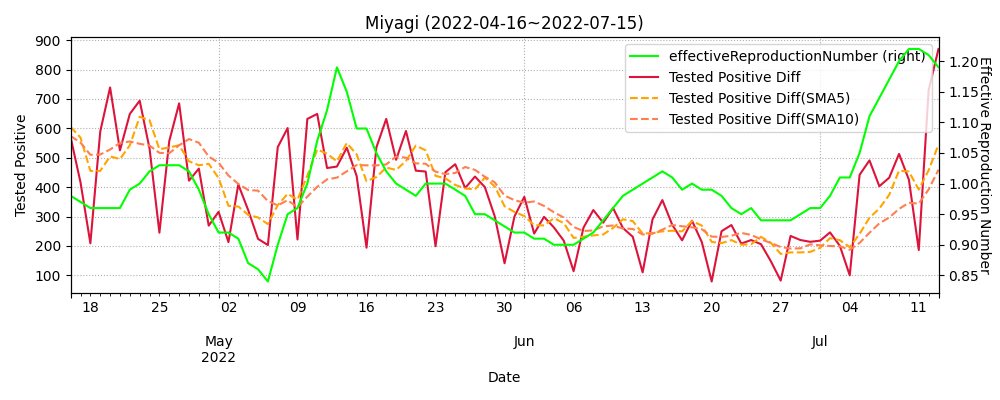 Miyagi (2022-04-16~2022-07-15)
effectiveReproductionNumber (right)
Tested Positive Diff
Tested Positive Diff(SMA5)
Tested Positive Diff(SMA10)
Tested Positive
900
800
700
600
500
400
300
200
100
Effective Reproduction Number
1.20
1.15
1.10
1.05
1.00
0.95
0.90
0.85
18 25 02 09 16 23 30 06 13 20 27 04 11
May Jun Jul
2022
Date